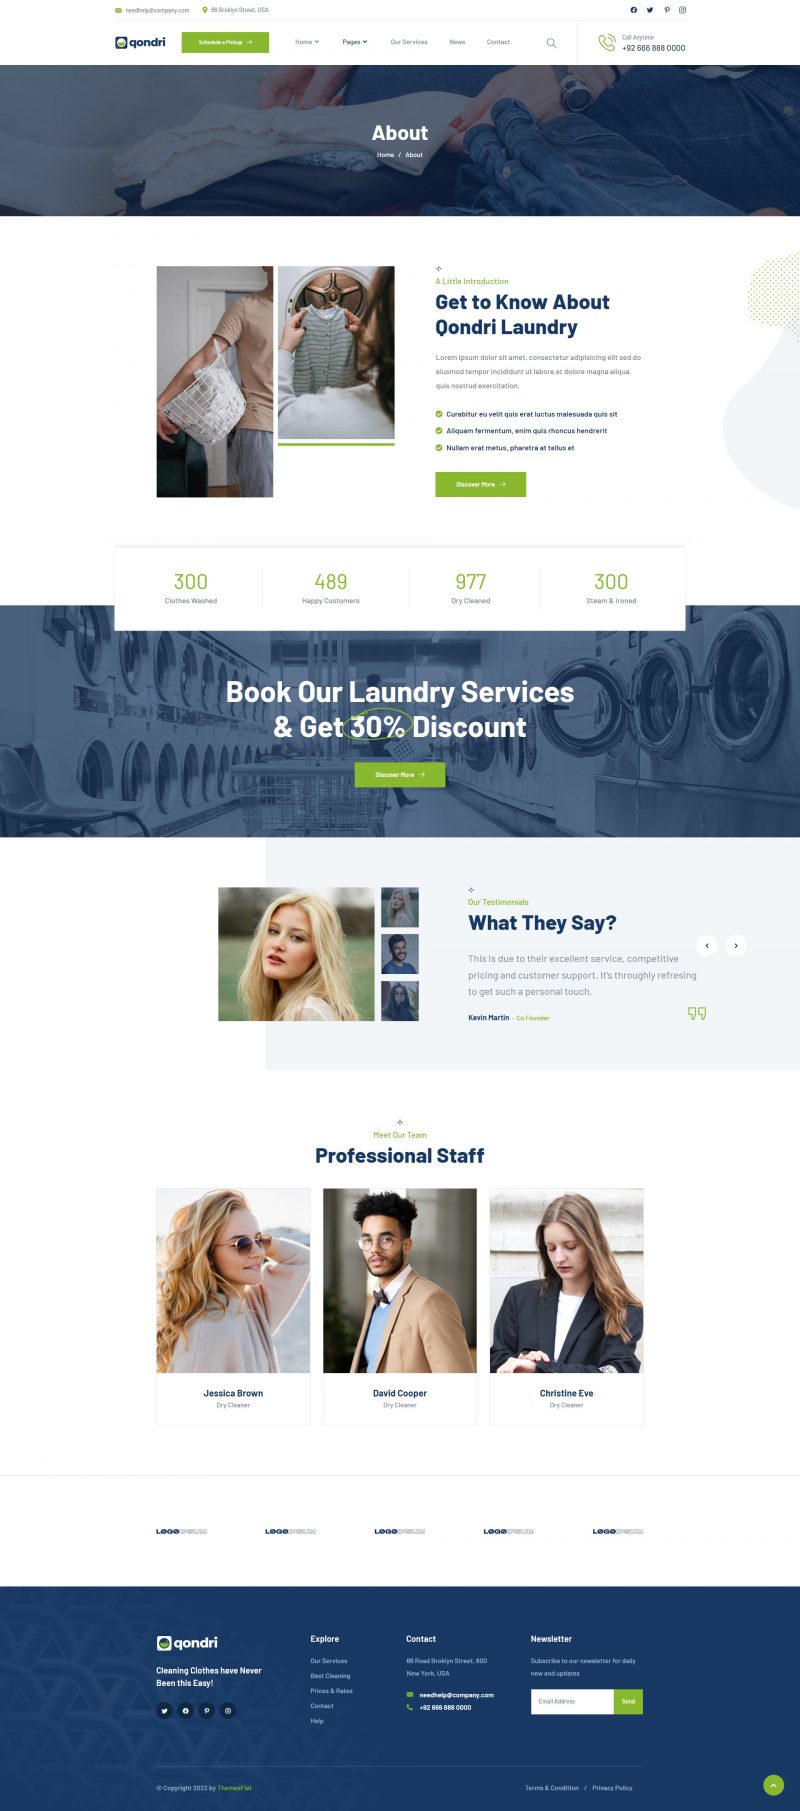 needhelp@company.com
66 Broklyn Street, USA
qondri
Schedule a Pickup
Home
Pages
Our Services
News
Contact
Call Anytime
+92 666 888 0000
About
Home / About
A Little Introduction
Get to Know About
Qondri Laundry
Lorem ipsum dolor sit amet, consectetur adipisicing elit sed do
eiusmod tempor incididunt ut labore et dolore magna aliqua,
quis nostrud exercitation.
Curabitur eu velit quis erat luctus malesuada quis sit
Aliquam fermentum, enim quis rhoncus hendrerit
Nullam erat metus, pharetra at tellus et
Discover More
300
Clothes Washed
489
Happy Customers
977
Dry Cleaned
300
Steam & Ironed
Book Our Laundry Services
& Get 30% Discount
Discover More
Our Testimonials
What They Say?
This is due to their excellent service, competitive
pricing and customer support. It's throughly refresing
to get such a personal touch.
Kevin Martin - Co Founder
Meet Our Team
Professional Staff
Jessica Brown
Dry Cleaner
David Cooper
Dry Cleaner
Christine Eve
Dry Cleaner
LOGOIPSUM
LOGOIPSUM
LOGOIPSUM
LOGOIPSUM
LOGOIPSUM
qondri
Cleaning Clothes have Never
Been this Easy!
Explore
Our Services
Best Cleaning
Prices & Rates
Contact
Help
Contact
66 Road Broklyn Street, 600
New York, USA
needhelp@company.com
+92 666 888 0000
Newsletter
Subscribe to our newsletter for daily
new and updates
Email Address
Send
© Copyright 2022 by ThemesFlat
Terms & Condition / Privacy Policy